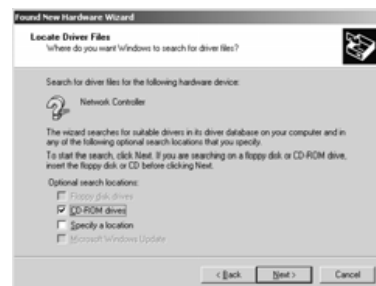 Found New Hardware Wizard
Locate Driver Files
Where do you want Windows to search for driver files?
Search for driver files for the following hardware device:
Network Controller
The wizard searches for suitable drivers in its driver database on your computer and in
any of the following optional search locations that you specify.
To start the search, click Next. If you are searching on a floppy disk or CD-ROM drive,
insert the floppy disk or CD before clicking Next.
Optional search locations:
Floppy disk drives
CD-ROM drives
Specify a location
Microsoft Windows Update
< Back
Next >
Cancel